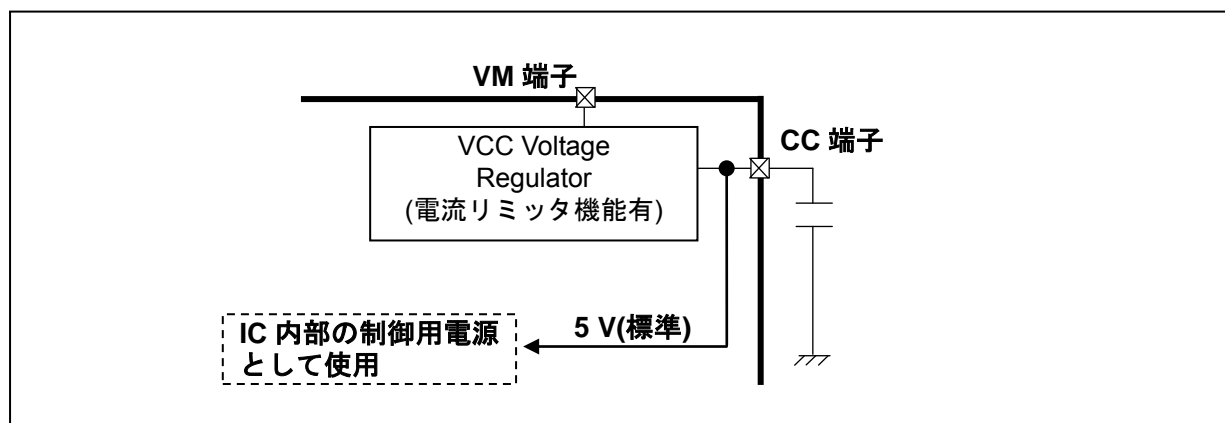 VM 端子
VCC Voltage
Regulator
(電流リミッタ機能有)
CC 端子
5 V(標準)
IC 内部の制御用電源
として使用